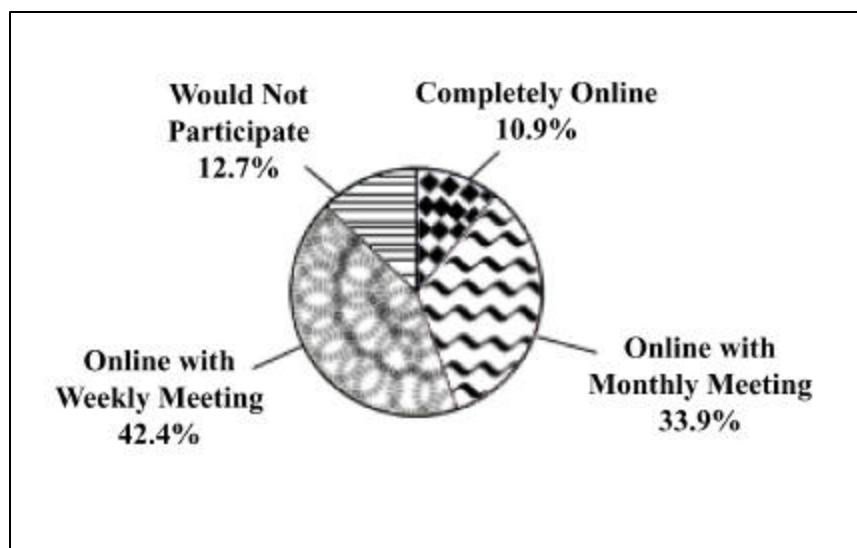 Would Not
Participate
12.7%
Completely Online
10.9%
Online with
Weekly Meeting
42.4%
Online with
Monthly Meeting
33.9%